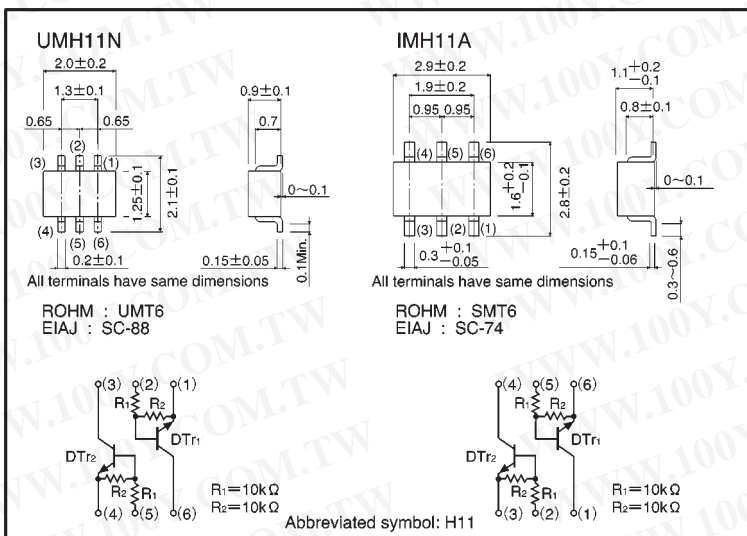 UMH11N
2.0±0.2
1.3±0.1
(2)
0.65
0.65
(3)
(1)
1.25±0.1
2.1±0.1
(4)
(5)
(6)
0.2±0.1
0.9±0.1
0.7
0~0.1
0.15±0.05
0.1Min.
All terminals have same dimensions
ROHM : UMT6
EIAJ : SC-88
IMH11A
2.9±0.2
1.9±0.2
0.95
0.95
(4)
(5)
(6)
1.6+0.2−0.1
2.8±0.2
(3)
(2)
(1)
0.3+0.1−0.05
1.1+0.2−0.1
0.8±0.1
0~0.1
0.15+0.1−0.06
0.3~0.6
All terminals have same dimensions
ROHM : SMT6
EIAJ : SC-74
(3) (2) (1)
R1
R2
DTr1
DTr2
R2
R1
(4) (5) (6)
R1=10kΩ
R2=10kΩ
(4) (5) (6)
R1
R2
DTr1
DTr2
R2
R1
(3) (2) (1)
R1=10kΩ
R2=10kΩ
Abbreviated symbol: H11
WWW.100Y.COM.TW